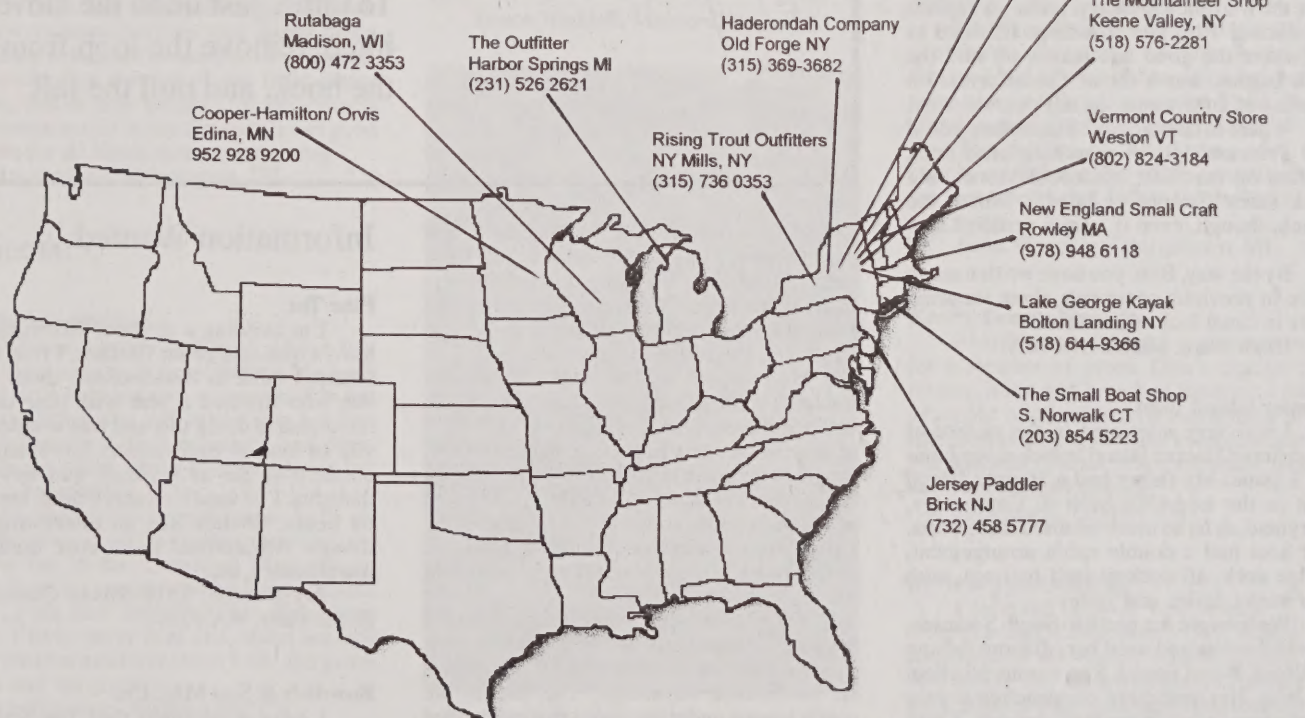 Rutabaga
Madison, WI
(800) 472 3353
The Outfitter
Harbor Springs MI
(231) 526 2621
Haderondah Company
Old Forge NY
(315) 369-3682
The Mountaineer Shop
Keene Valley, NY
(518) 576-2281
Cooper-Hamilton/ Orvis
Edina, MN
952 928 9200
Rising Trout Outfitters
NY Mills, NY
(315) 736 0353
Vermont Country Store
Weston VT
(802) 824-3184
New England Small Craft
Rowley MA
(978) 948 6118
Lake George Kayak
Bolton Landing NY
(518) 644-9366
The Small Boat Shop
S. Norwalk CT
(203) 854 5223
Jersey Paddler
Brick NJ
(732) 458 5777